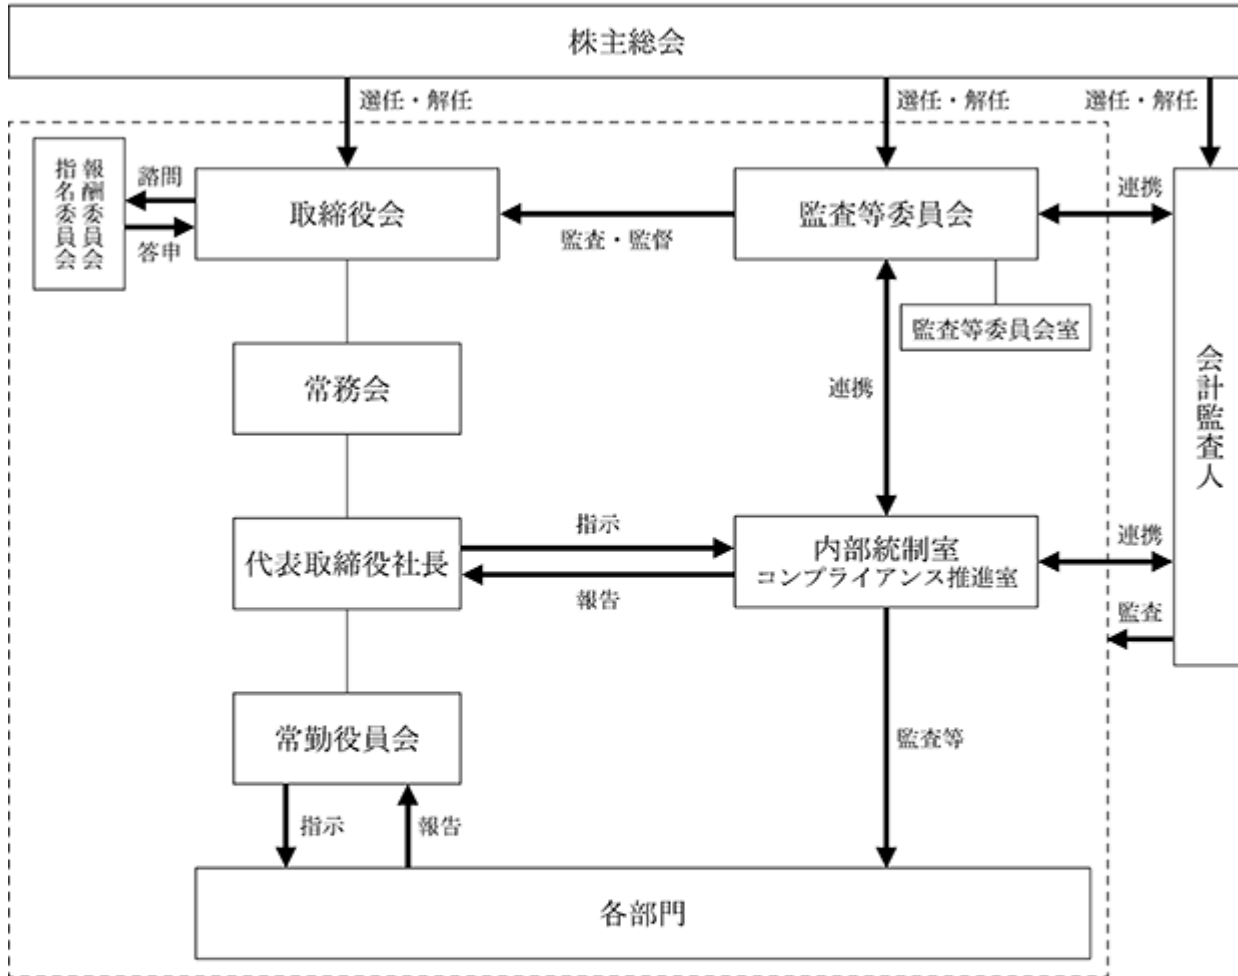 株主総会
選任・解任
選任・解任
選任・解任
報酬委員会
指名委員会
諮問
答申
取締役会
監査・監督
監査等委員会
連携
監査等委員会室
会計監査人
常務会
連携
代表取締役社長
指示
報告
内部統制室
コンプライアンス推進室
連携
監査
常勤役員会
監査等
指示
報告
各部門